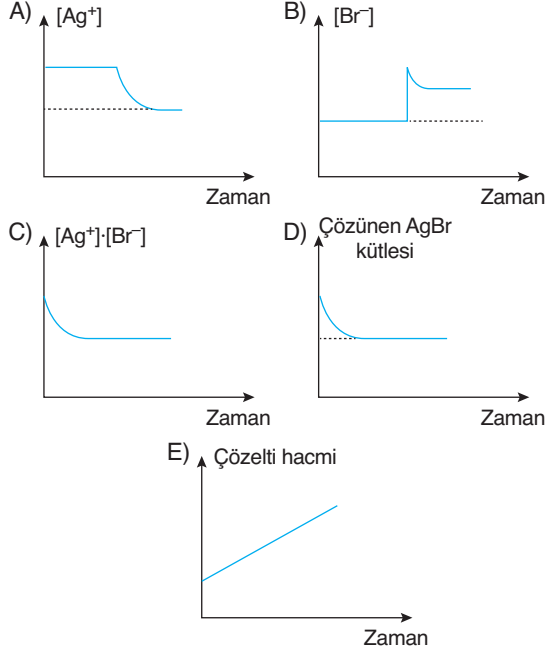 A) [Ag⁺]
Zaman
B) [Br⁻]
Zaman
C) [Ag⁺]·[Br⁻]
Zaman
D) Çözünen AgBr
kütlesi
Zaman
E) Çözelti hacmi
Zaman